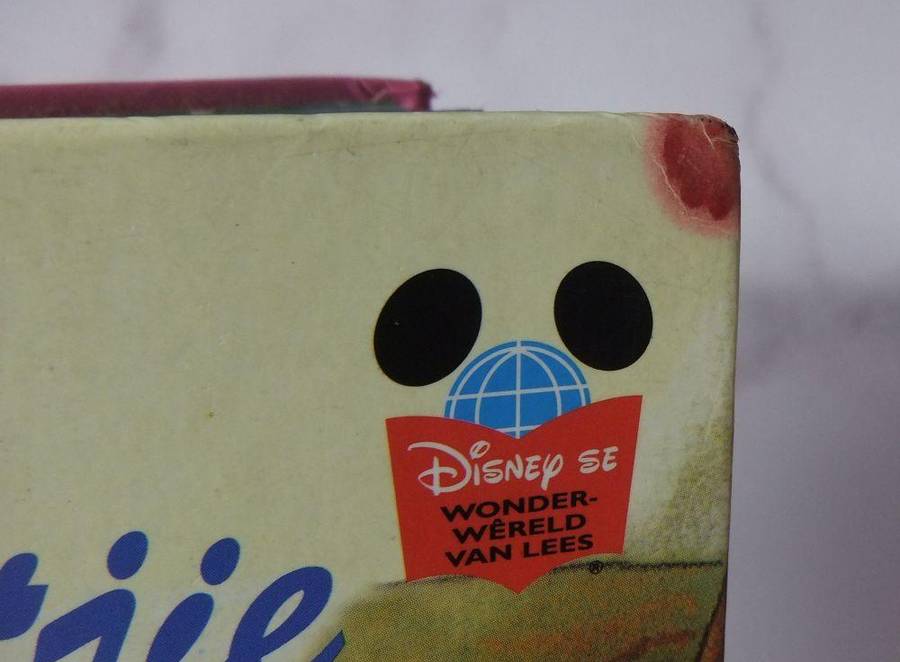 DISNEY SE
WONDER-
WÊRELD
VAN LEES
®